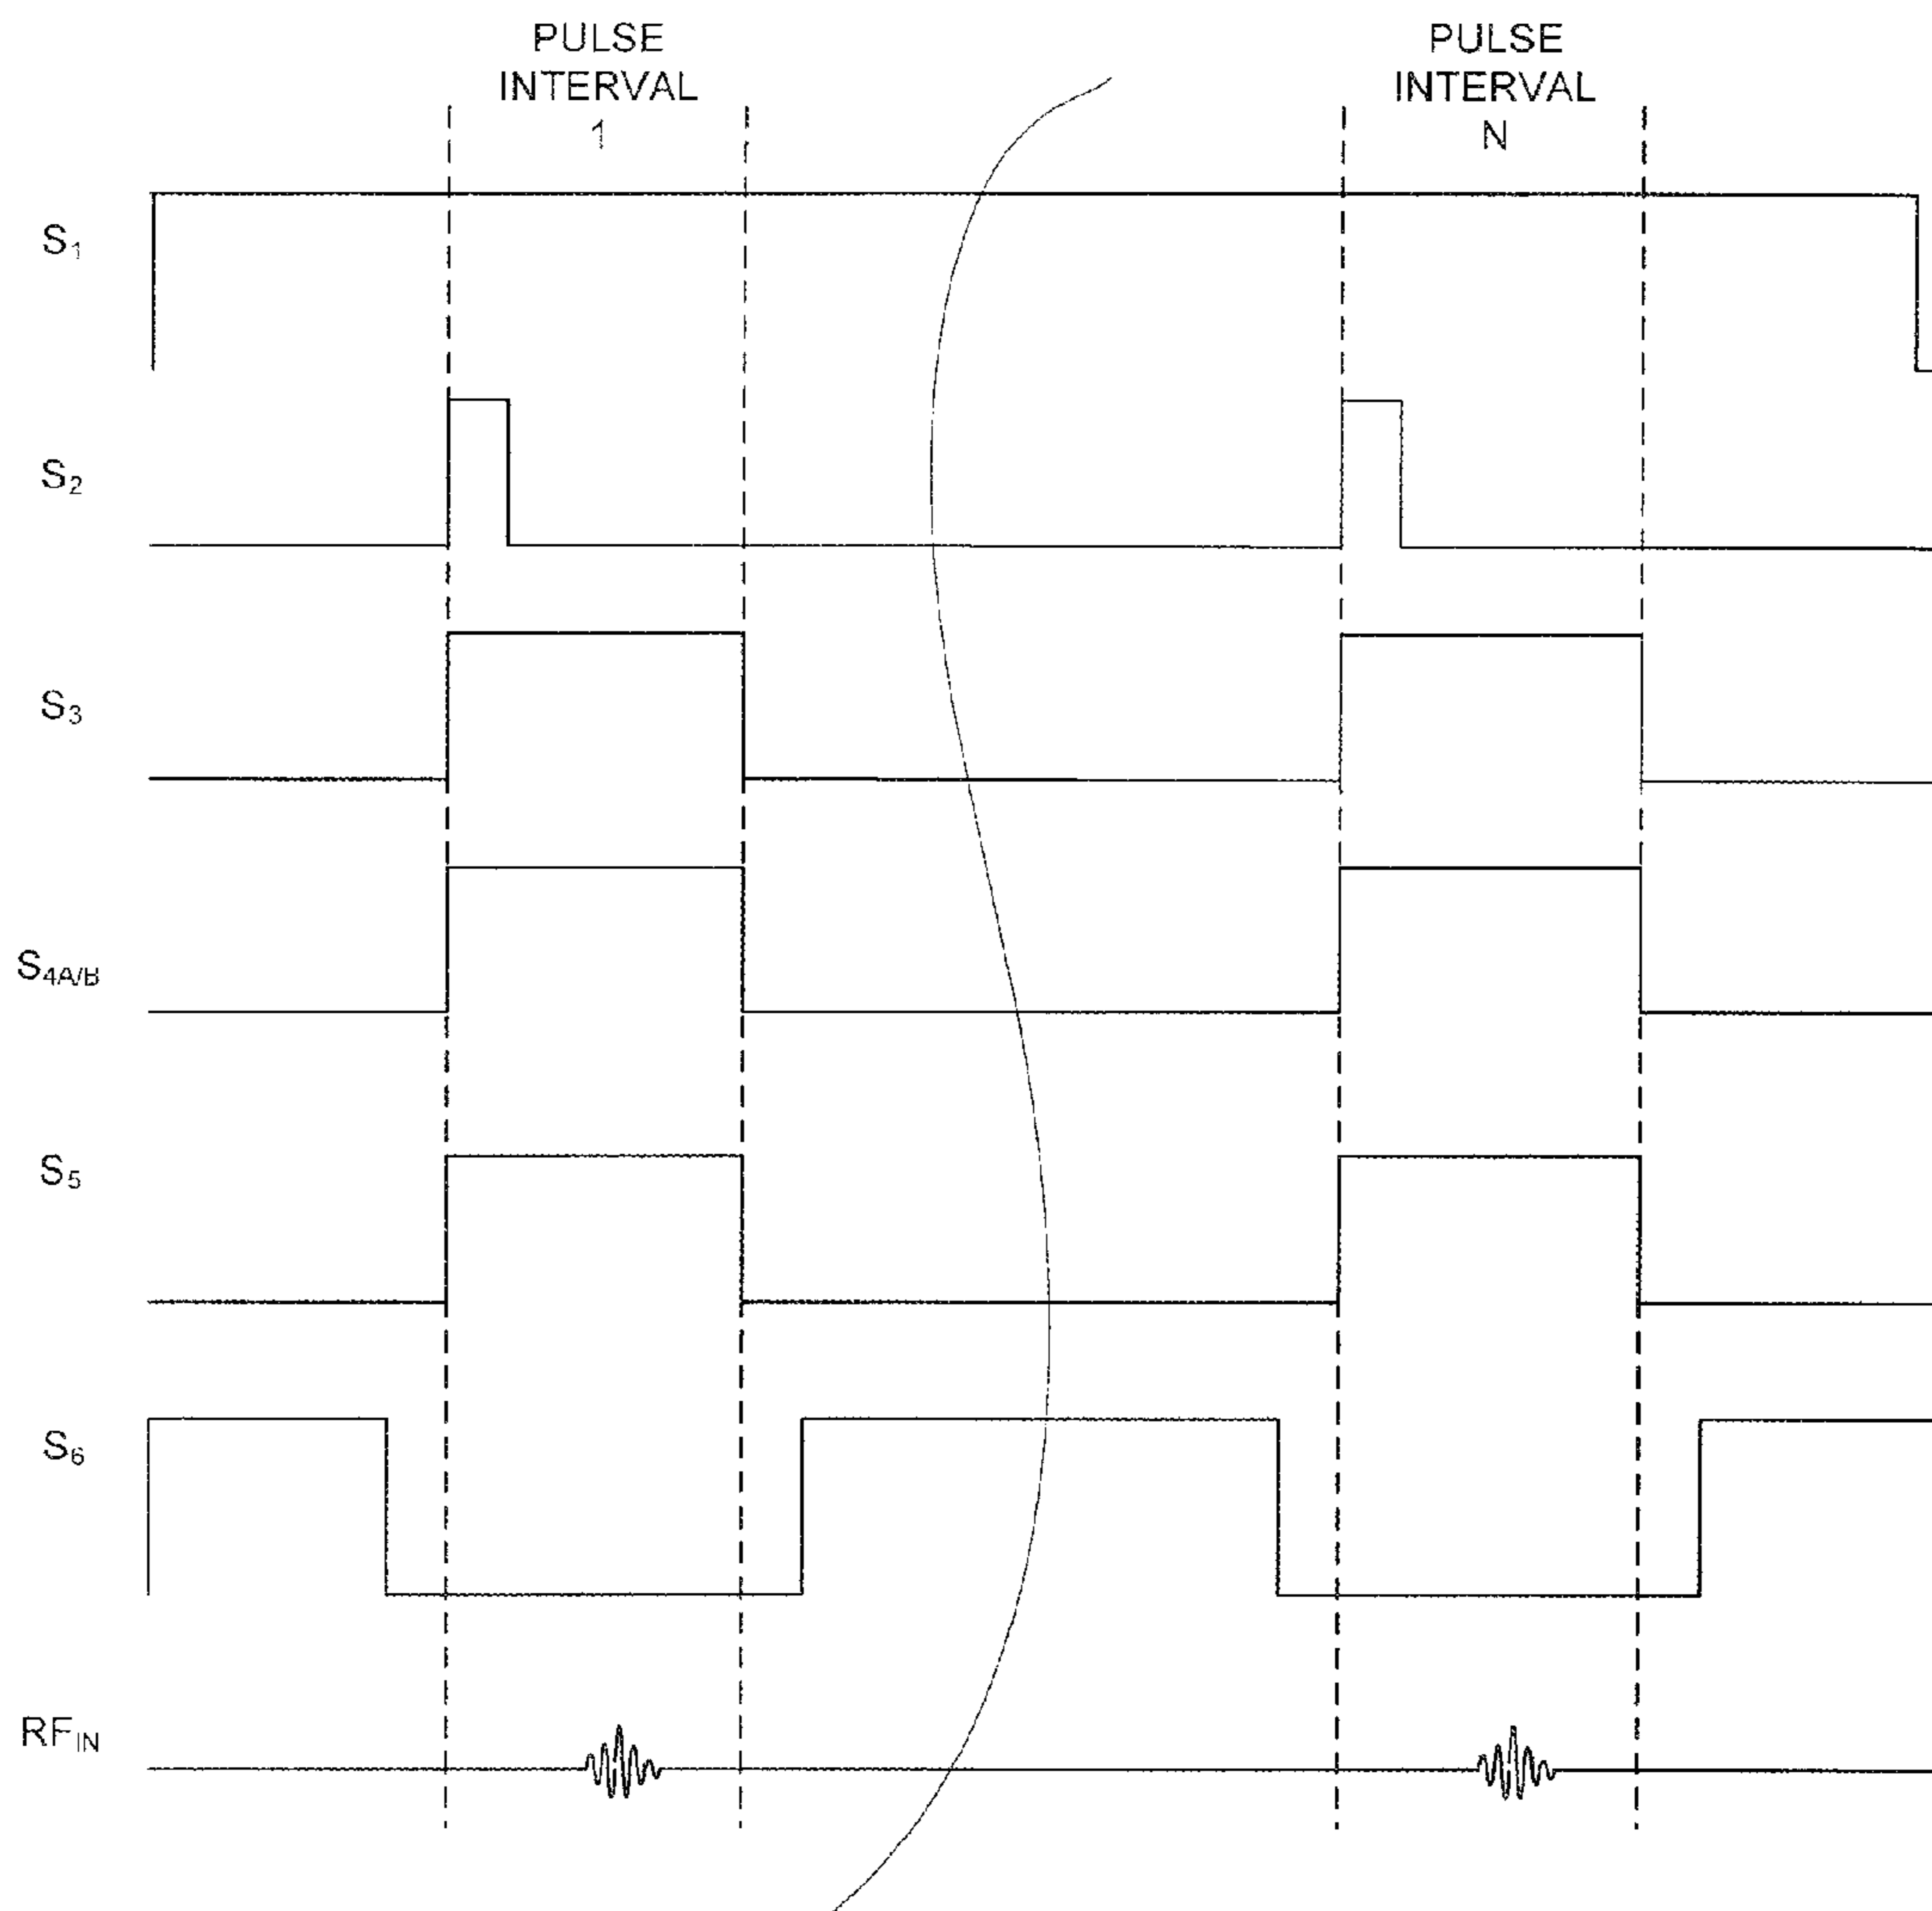 PULSE
INTERVAL
1
PULSE
INTERVAL
N
S1
S2
S3
S4A/B
S5
S6
RFIN